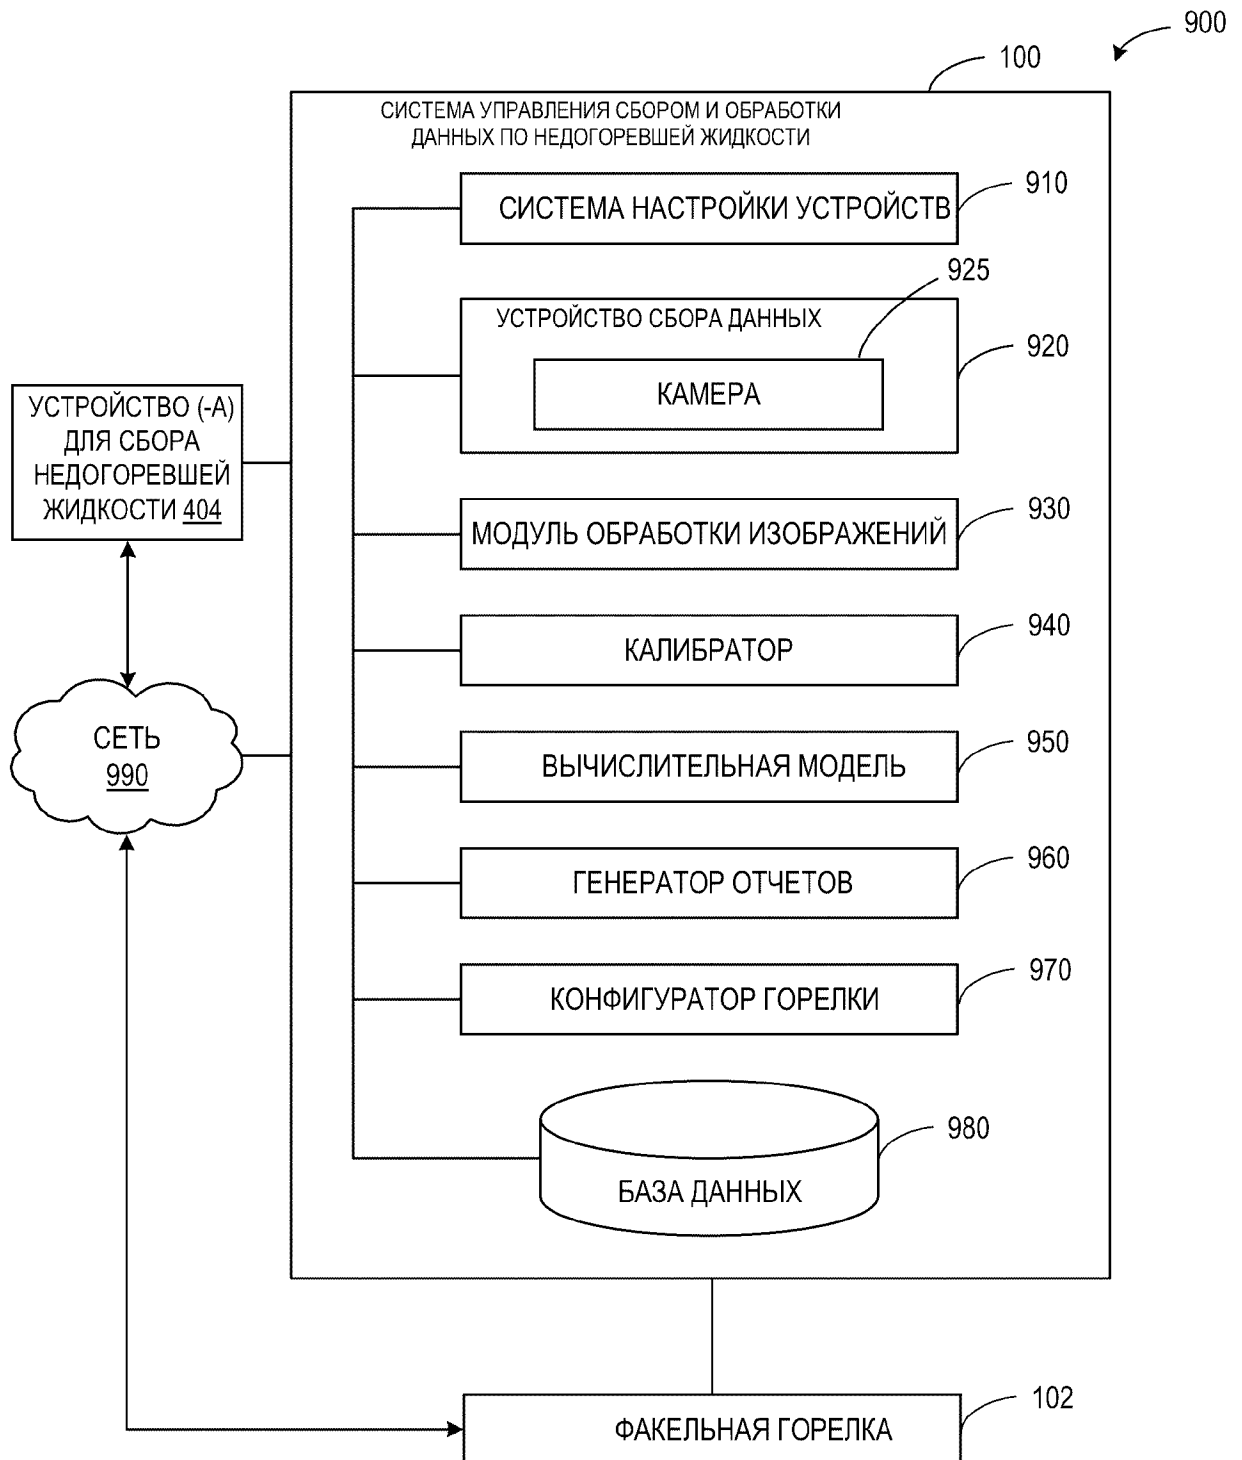 900
100
СИСТЕМА УПРАВЛЕНИЯ СБОРОМ И ОБРАБОТКИ
ДАННЫХ ПО НЕДОГОРЕВШЕЙ ЖИДКОСТИ
910
СИСТЕМА НАСТРОЙКИ УСТРОЙСТВ
925
УСТРОЙСТВО СБОРА ДАННЫХ
920
КАМЕРА
УСТРОЙСТВО (-А)
ДЛЯ СБОРА
НЕДОГОРЕВШЕЙ
ЖИДКОСТИ 404
930
МОДУЛЬ ОБРАБОТКИ ИЗОБРАЖЕНИЙ
940
КАЛИБРАТОР
СЕТЬ
990
950
ВЫЧИСЛИТЕЛЬНАЯ МОДЕЛЬ
960
ГЕНЕРАТОР ОТЧЕТОВ
970
КОНФИГУРАТОР ГОРЕЛКИ
980
БАЗА ДАННЫХ
102
ФАКЕЛЬНАЯ ГОРЕЛКА